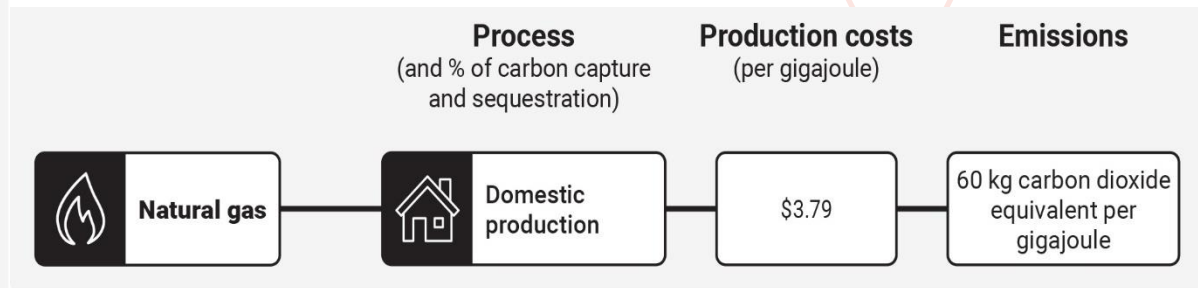 Process
(and % of carbon capture
and sequestration)
Production costs
(per gigajoule)
Emissions
Natural gas
Domestic
production
$3.79
60 kg carbon dioxide
equivalent per
gigajoule